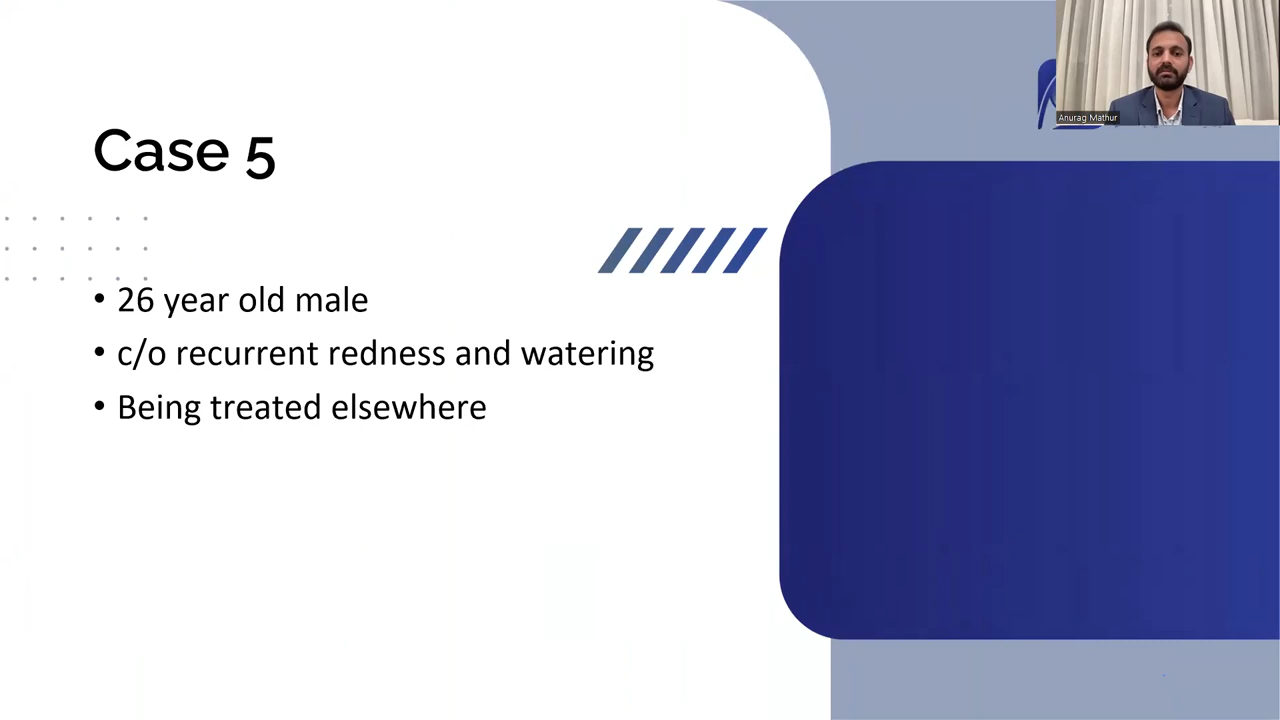 Anurag Mathur
Case 5
• 26 year old male
• c/o recurrent redness and watering
• Being treated elsewhere